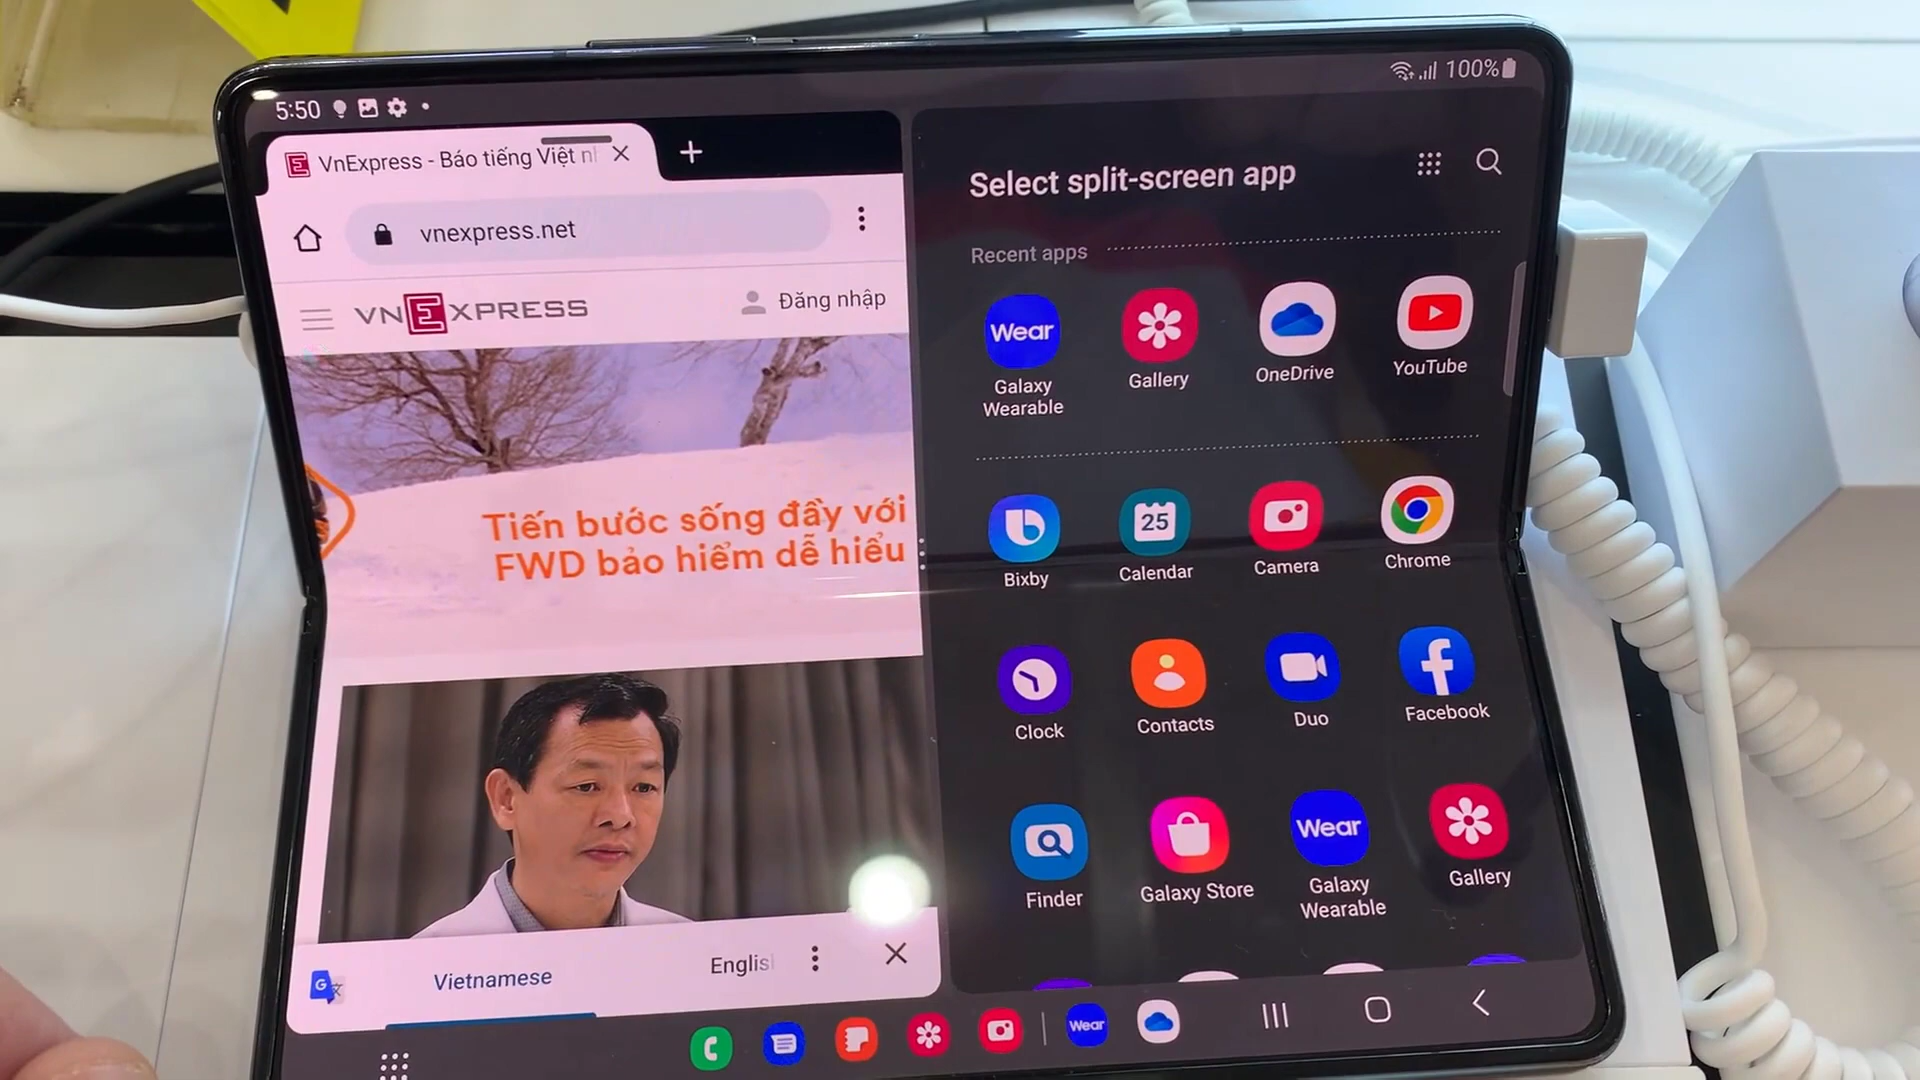 5:50
100%
VnExpress - Báo tiếng Việt
vnexpress.net
VNEXPRESS
Đăng nhập
Tiến bước sống đầy với
FWD bảo hiểm dễ hiểu
Vietnamese
English
Select split-screen app
Recent apps
Wear
Galaxy
Wearable
Gallery
OneDrive
YouTube
Bixby
25
Calendar
Camera
Chrome
Clock
Contacts
Duo
Facebook
Finder
Galaxy Store
Wear
Galaxy
Wearable
Gallery
Wear